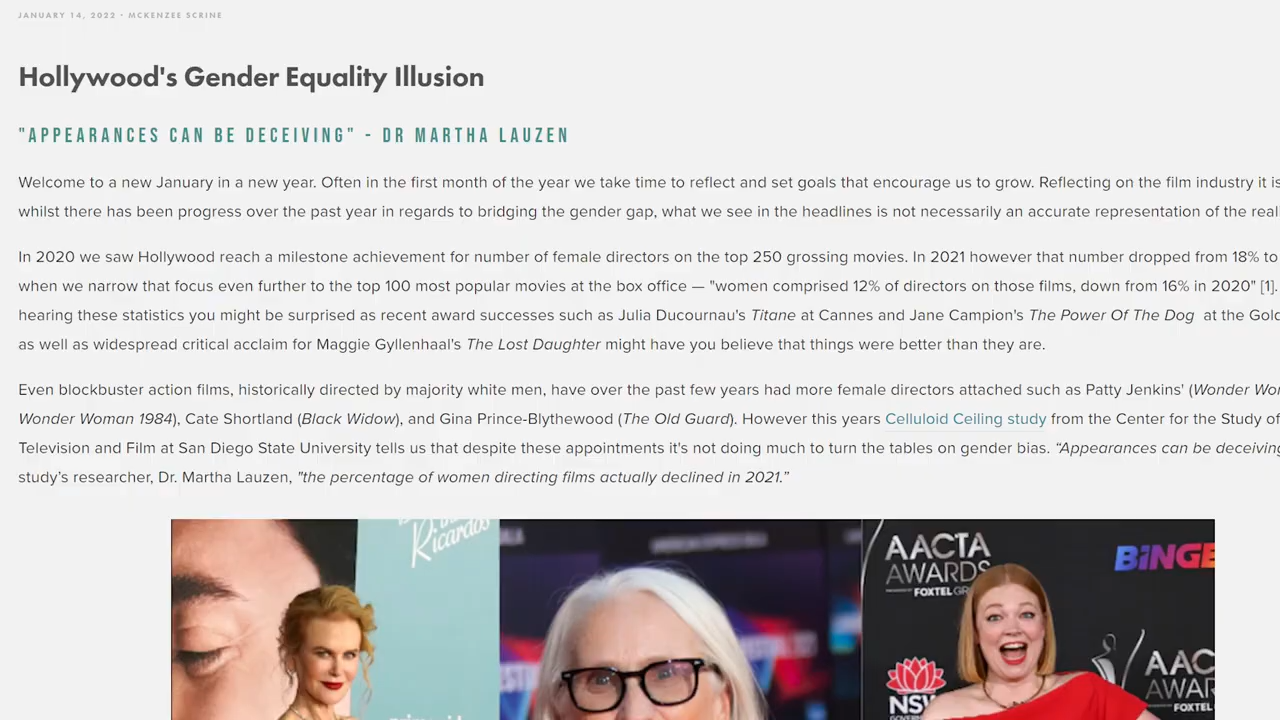 JANUARY 14, 2022 · MCKENZEE SCRINE
Hollywood's Gender Equality Illusion
"APPEARANCES CAN BE DECEIVING" - DR MARTHA LAUZEN
Welcome to a new January in a new year. Often in the first month of the year we take time to reflect and set goals that encourage us to grow. Reflecting on the film industry it is
whilst there has been progress over the past year in regards to bridging the gender gap, what we see in the headlines is not necessarily an accurate representation of the
In 2020 we saw Hollywood reach a milestone achievement for number of female directors on the top 250 grossing movies. In 2021 however that number dropped from 18% to
when we narrow that focus even further to the top 100 most popular movies at the box office — "women comprised 12% of directors on those films, down from 16% in 2020" [1].
hearing these statistics you might be surprised as recent award successes such as Julia Ducournau's Titane at Cannes and Jane Campion's The Power Of The Dog at the Gold
as well as widespread critical acclaim for Maggie Gyllenhaal's The Lost Daughter might have you believe that things were better than they are.
Even blockbuster action films, historically directed by majority white men, have over the past few years had more female directors attached such as Patty Jenkins' (Wonder Wo
Wonder Woman 1984), Cate Shortland (Black Widow), and Gina Prince-Blythewood (The Old Guard). However this years Celluloid Ceiling study from the Center for the Study of
Television and Film at San Diego State University tells us that despite these appointments it's not doing much to turn the tables on gender bias. “Appearances can be deceiving
study’s researcher, Dr. Martha Lauzen, "the percentage of women directing films actually declined in 2021.”
Ricardos
AACTA
AWARDS
FOXTEL GR
BiNGE
NSW
AAC
AWAR
FOXTEL